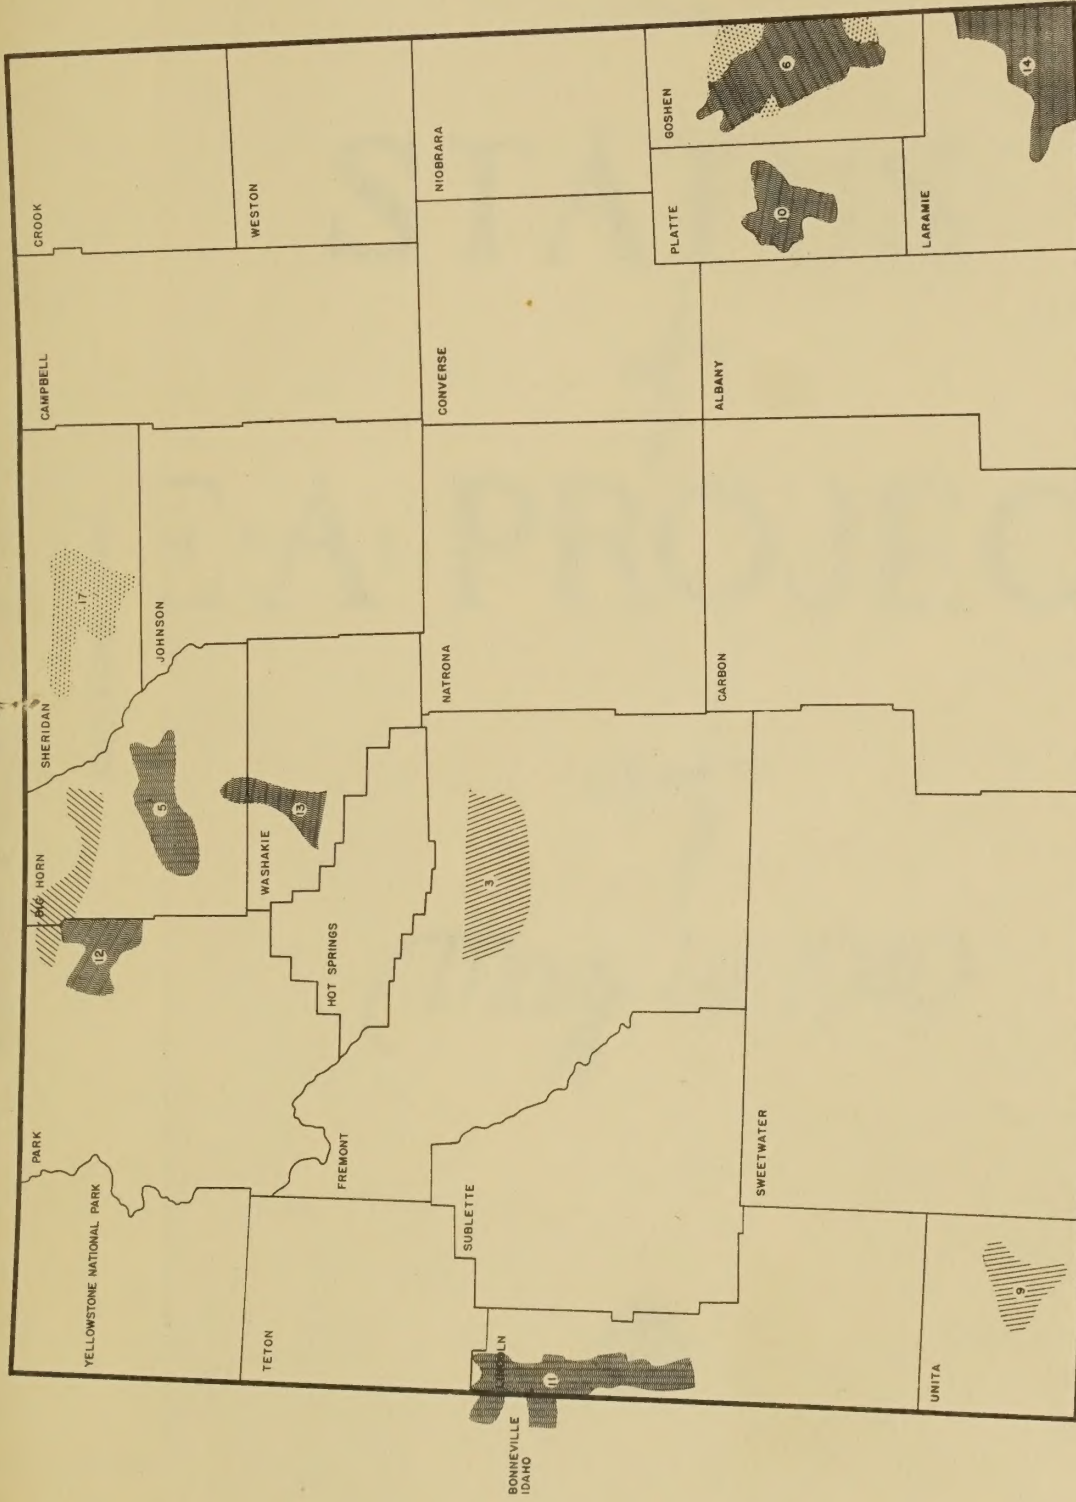 YELLOWSTONE NATIONAL PARK
PARK
BIG HORN
SHERIDAN
CAMPBELL
CROOK
12
5
17
JOHNSON
WESTON
TETON
FREMONT
HOT SPRINGS
WASHAKIE
13
BONNEVILLE
IDAHO
LINCOLN
11
SUBLETTE
3
NATRONA
CONVERSE
NIOBRARA
SWEETWATER
CARBON
ALBANY
PLATTE
10
GOSHEN
6
UNITA
9
LARAMIE
14